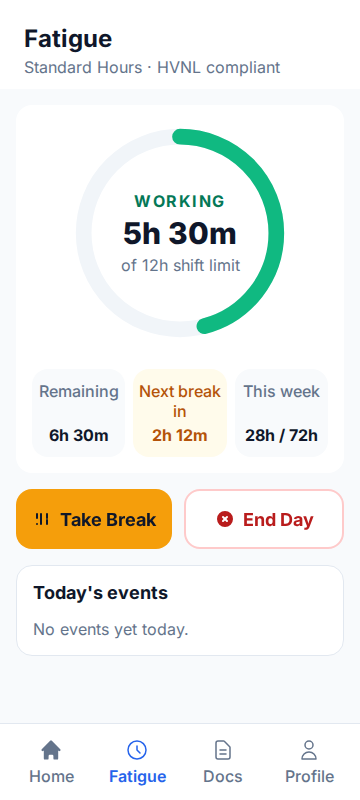 Fatigue
Standard Hours · HVNL compliant
WORKING
5h 30m
of 12h shift limit
Remaining
6h 30m
Next break
in
2h 12m
This week
28h / 72h
Take Break
End Day
Today's events
No events yet today.
Home
Fatigue
Docs
Profile